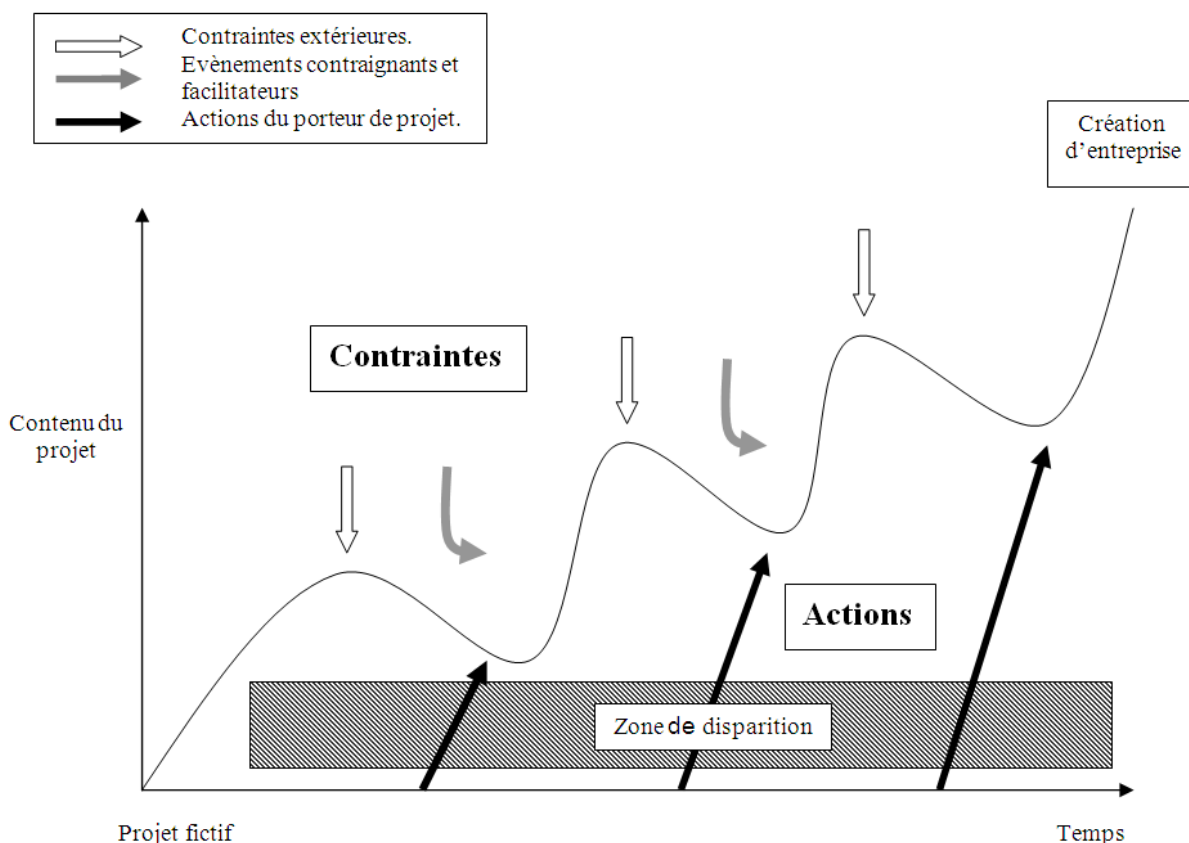 Contraintes extérieures.
Evènements contraignants et
facilitateurs
Actions du porteur de projet.
Création
d’entreprise
Contraintes
Contenu du
projet
Actions
Zone de disparition
Projet fictif
Temps